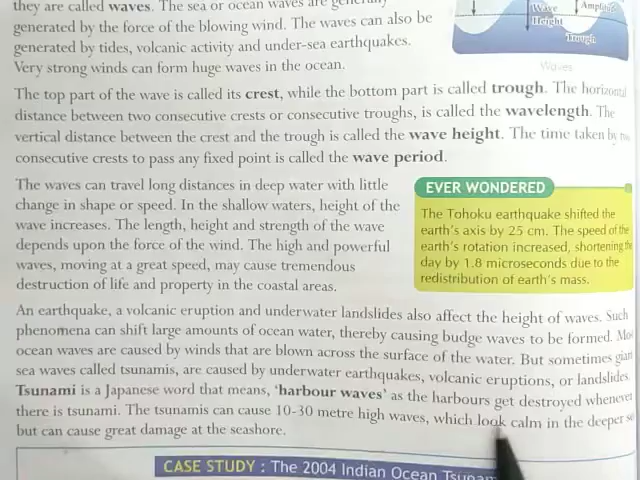 they are called waves. The sea or ocean waves are generally
generated by the force of the blowing wind. The waves can also be
generated by tides, volcanic activity and under-sea earthquakes.
Very strong winds can form huge waves in the ocean.
Wave
Height
Amplitude
Trough
Waves
The top part of the wave is called its crest, while the bottom part is called trough. The horizontal
distance between two consecutive crests or consecutive troughs, is called the wavelength. The
vertical distance between the crest and the trough is called the wave height. The time taken by two
consecutive crests to pass any fixed point is called the wave period.
The waves can travel long distances in deep water with little
change in shape or speed. In the shallow waters, height of the
wave increases. The length, height and strength of the wave
depends upon the force of the wind. The high and powerful
waves, moving at a great speed, may cause tremendous
destruction of life and property in the coastal areas.
EVER WONDERED
The Tohoku earthquake shifted the
earth's axis by 25 cm. The speed of the
earth's rotation increased, shortening the
day by 1.8 microseconds due to the
redistribution of earth's mass.
An earthquake, a volcanic eruption and underwater landslides also affect the height of waves. Such
phenomena can shift large amounts of ocean water, thereby causing budge waves to be formed. Most
ocean waves are caused by winds that are blown across the surface of the water. But sometimes giant
sea waves called tsunamis, are caused by underwater earthquakes, volcanic eruptions, or landslides.
Tsunami is a Japanese word that means, 'harbour waves' as the harbours get destroyed whenever
there is tsunami. The tsunamis can cause 10-30 metre high waves, which look calm in the deeper
but can cause great damage at the seashore.
CASE STUDY : The 2004 Indian Ocean Tsunami